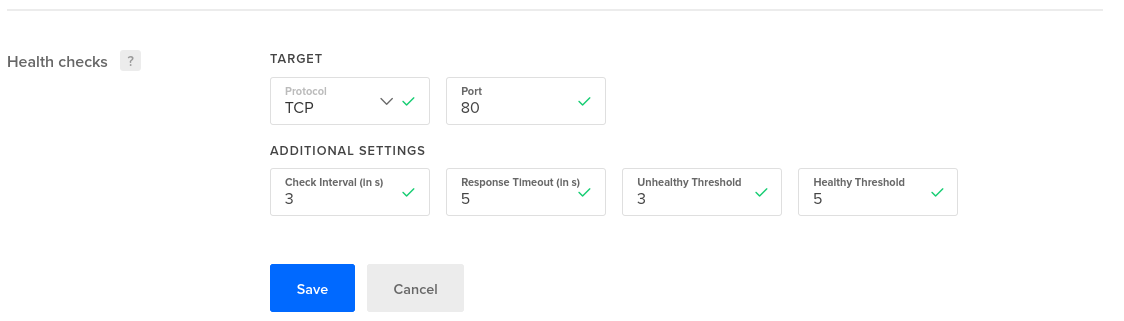 Health checks ?
TARGET
Protocol
TCP
Port
80
ADDITIONAL SETTINGS
Check Interval (in s)
3
Response Timeout (in s)
5
Unhealthy Threshold
3
Healthy Threshold
5
Save
Cancel